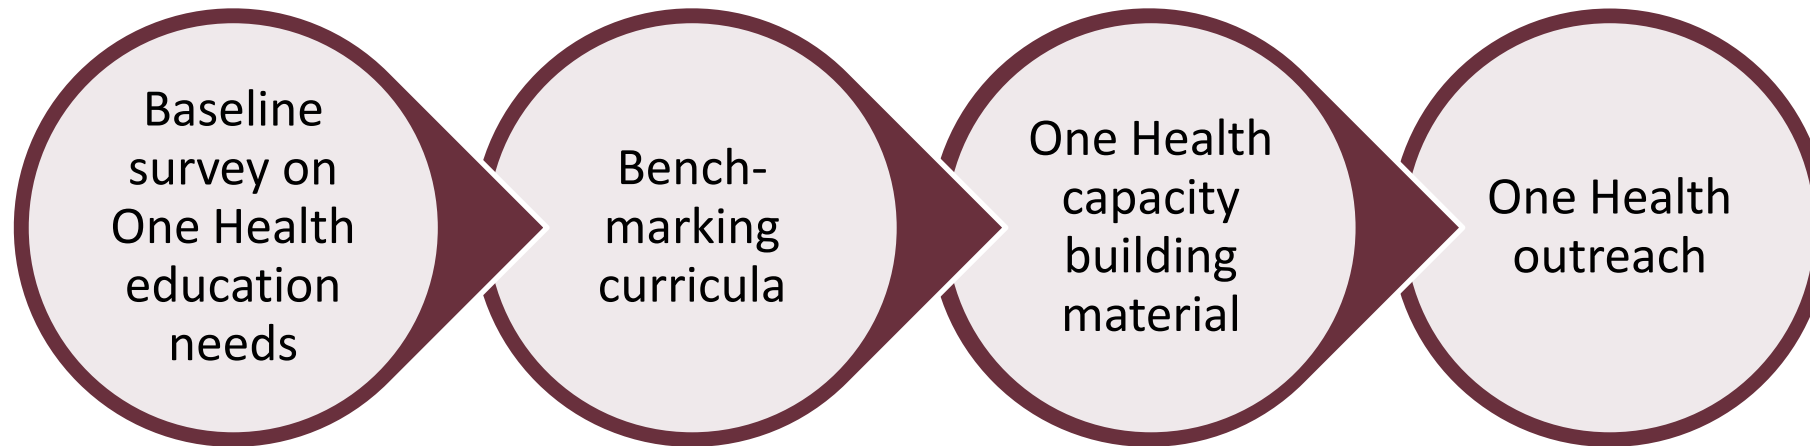 Baseline
survey on
One Health
education
needs
Bench-
marking
curricula
One Health
capacity
building
material
One Health
outreach